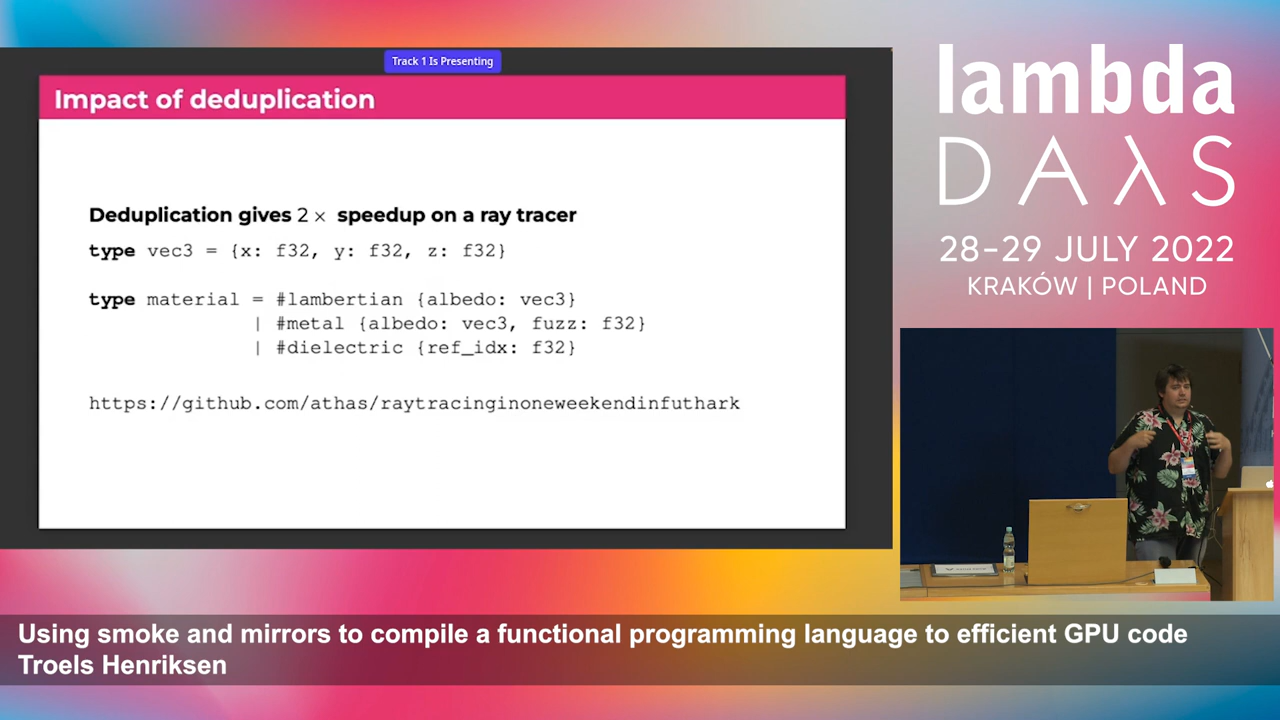 Track 1 Is Presenting
Impact of deduplication
Deduplication gives 2 × speedup on a ray tracer
type vec3 = {x: f32, y: f32, z: f32}
type material = #lambertian {albedo: vec3}
| #metal {albedo: vec3, fuzz: f32}
| #dielectric {ref_idx: f32}
https://github.com/athas/raytracinginoneweekendinfuthark
lambda
DAλS
28–29 JULY 2022
KRAKÓW | POLAND
Using smoke and mirrors to compile a functional programming language to efficient GPU code
Troels Henriksen